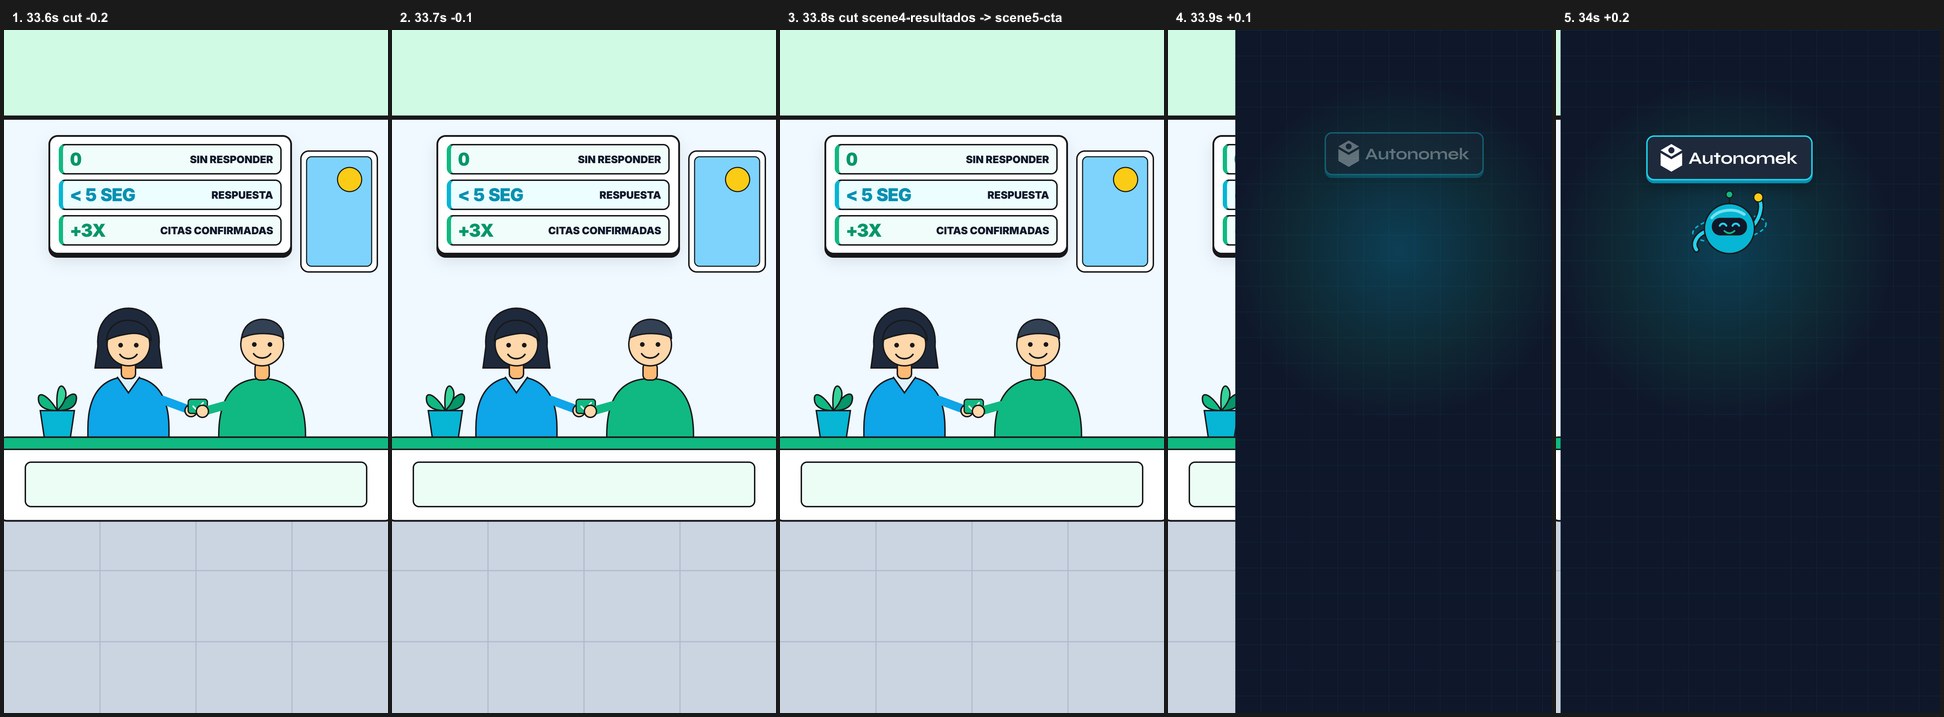 1. 33.6s cut -0.2
2. 33.7s -0.1
3. 33.8s cut scene4-resultados -> scene5-cta
4. 33.9s +0.1
5. 34s +0.2
0 SIN RESPONDER
< 5 SEG RESPUESTA
+3X CITAS CONFIRMADAS
0 SIN RESPONDER
< 5 SEG RESPUESTA
+3X CITAS CONFIRMADAS
0 SIN RESPONDER
< 5 SEG RESPUESTA
+3X CITAS CONFIRMADAS
Autonomek
Autonomek